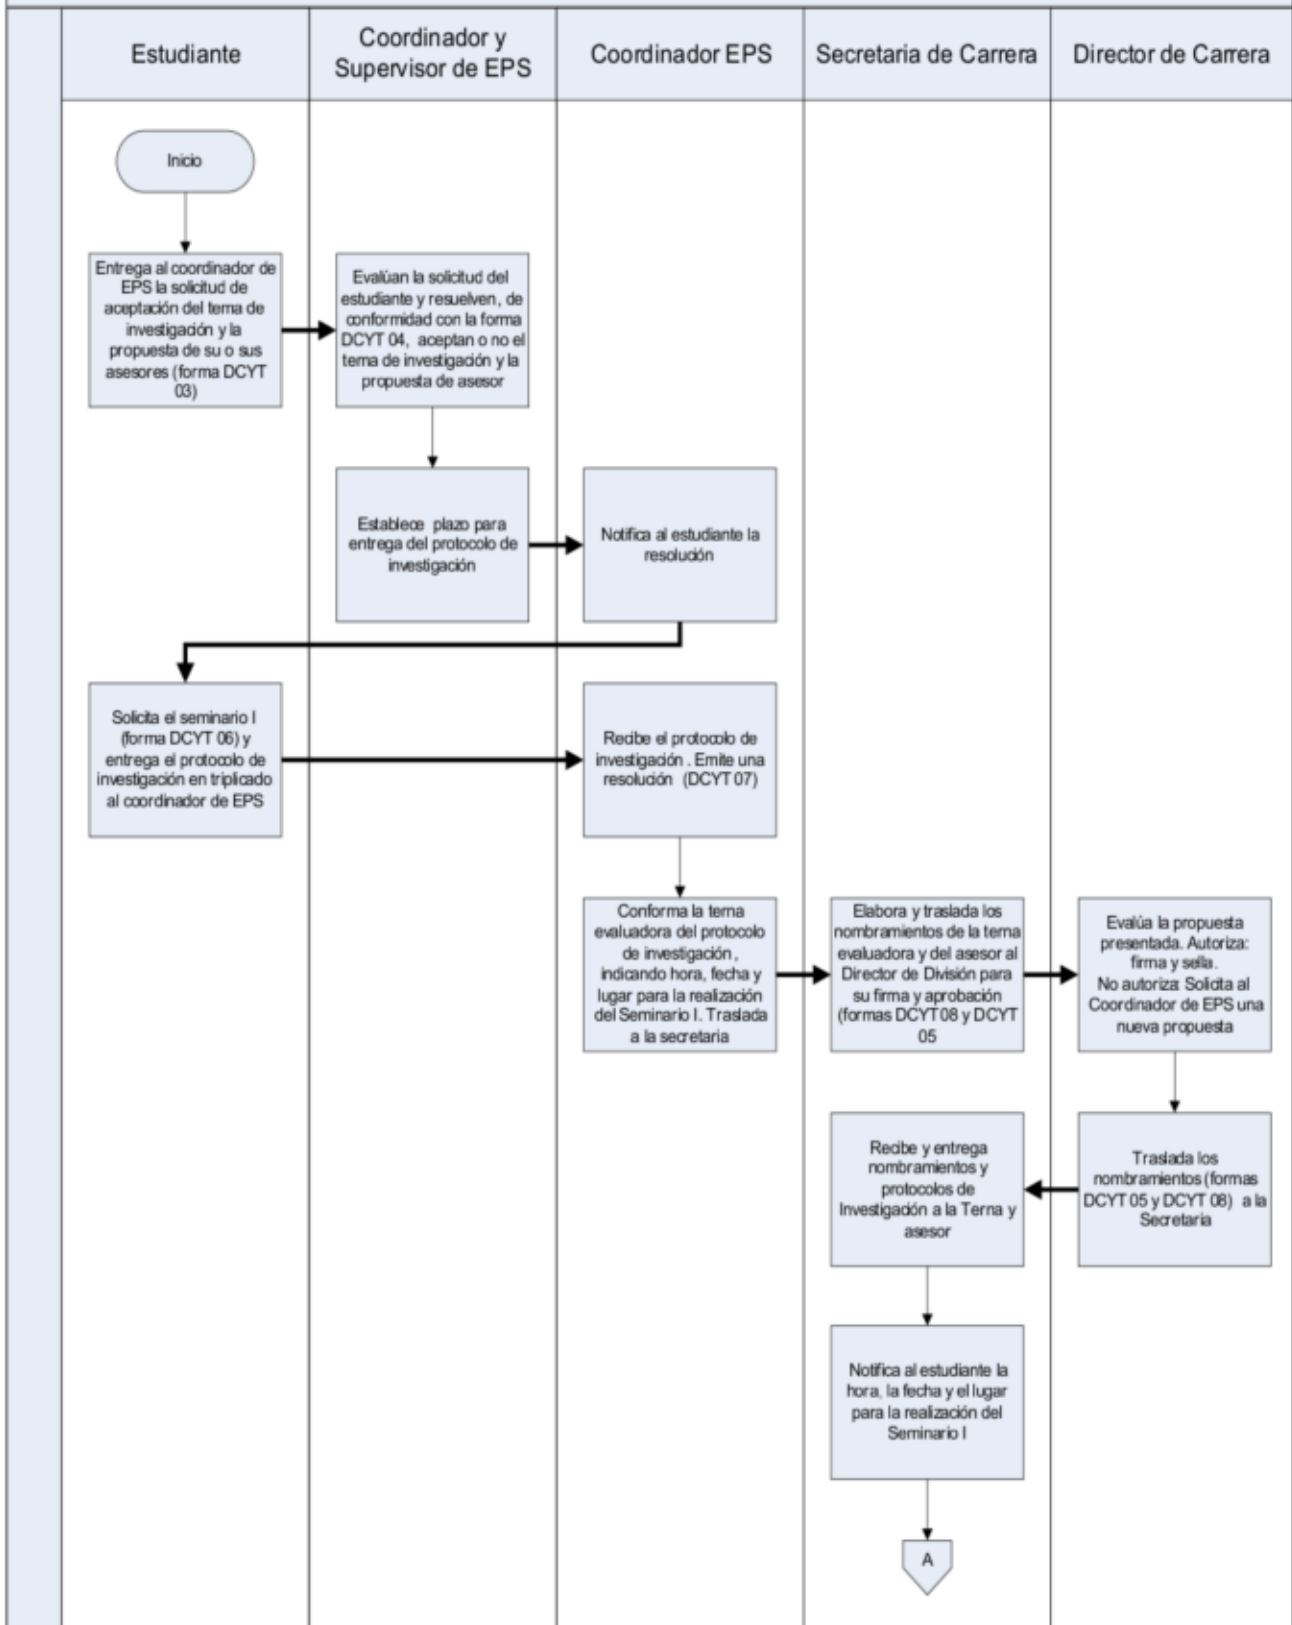 Estudiante
Coordinador y
Supervisor de EPS
Coordinador EPS
Secretaria de Carrera
Director de Carrera
Inicio
Entrega al coordinador de
EPS la solicitud de
aceptación del tema de
investigación y la
propuesta de su o sus
asesores (forma DCYT
03)
Evalúan la solicitud del
estudiante y resuelven, de
conformidad con la forma
DCYT 04, aceptan o no el
tema de investigación y la
propuesta de asesor
Establece plazo para
entrega del protocolo de
investigación
Notifica al estudiante la
resolución
Solicita el seminario I
(forma DCYT 06) y
entrega el protocolo de
investigación en triplicado
al coordinador de EPS
Recibe el protocolo de
investigación . Emite una
resolución (DCYT 07)
Conforma la terna
evaluadora del protocolo
de investigación ,
indicando hora, fecha y
lugar para la realización
del Seminario I. Traslada
a la secretaria
Elabora y traslada los
nombramientos de la terna
evaluadora y del asesor al
Director de División para
su firma y aprobación
(formas DCYT 08 y DCYT
05
Evalúa la propuesta
presentada. Autoriza:
firma y sella.
No autoriza: Solicita al
Coordinador de EPS una
nueva propuesta
Recibe y entrega
nombramientos y
protocolos de
Investigación a la Terna y
asesor
Traslada los
nombramientos (formas
DCYT 05 y DCYT 08) a la
Secretaria
Notifica al estudiante la
hora, la fecha y el lugar
para la realización del
Seminario I
A